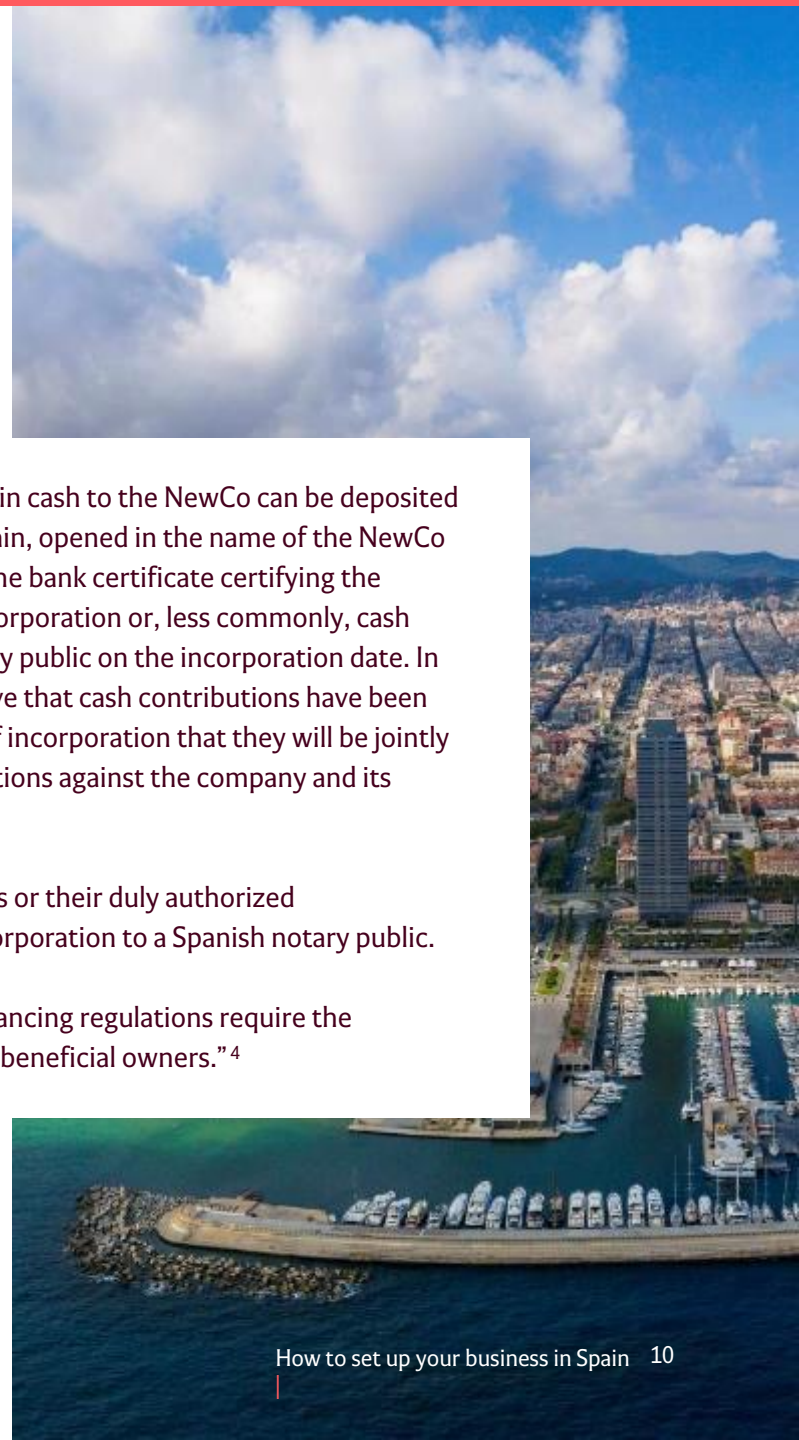 in cash to the NewCo can be deposited
in, opened in the name of the NewCo
bank certificate certifying the
orporation or, less commonly, cash
y public on the incorporation date. In
ve that cash contributions have been
incorporation that they will be jointly
tions against the company and its
s or their duly authorized
orporation to a Spanish notary public.
ancing regulations require the
beneficial owners.” 4
How to set up your business in Spain 10
|